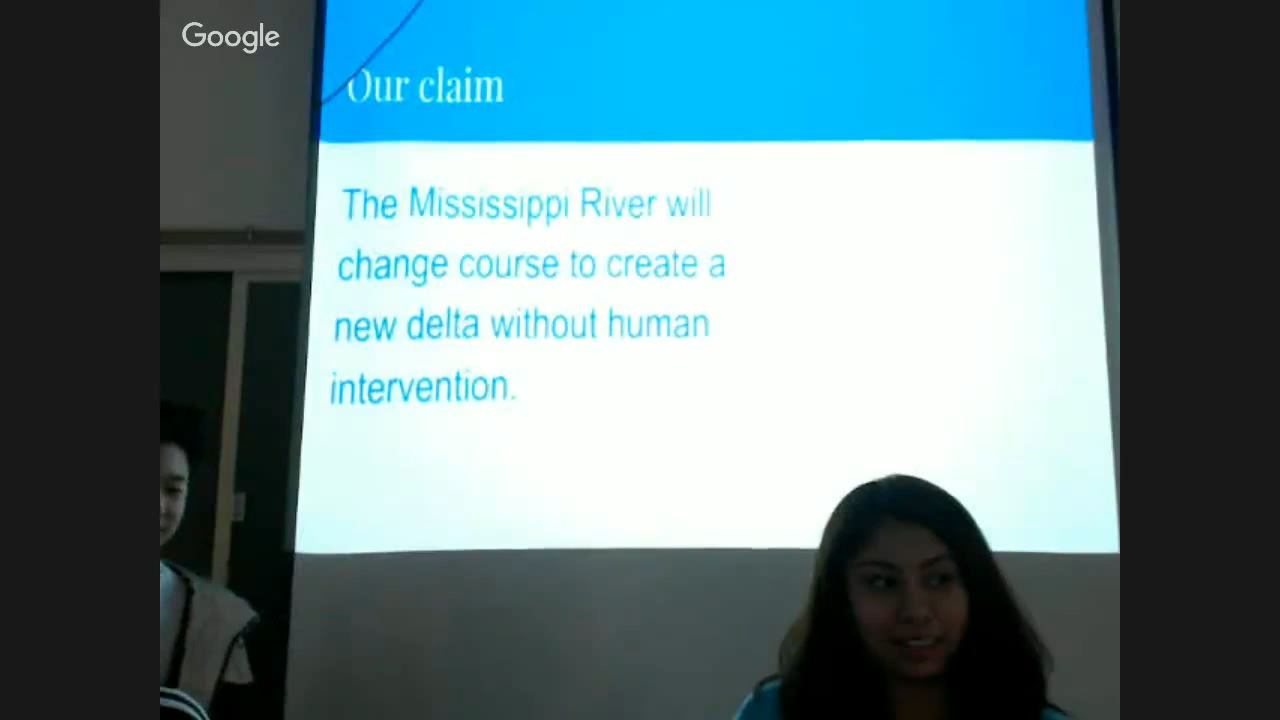 Google
Our claim
The Mississippi River will
change course to create a
new delta without human
intervention.